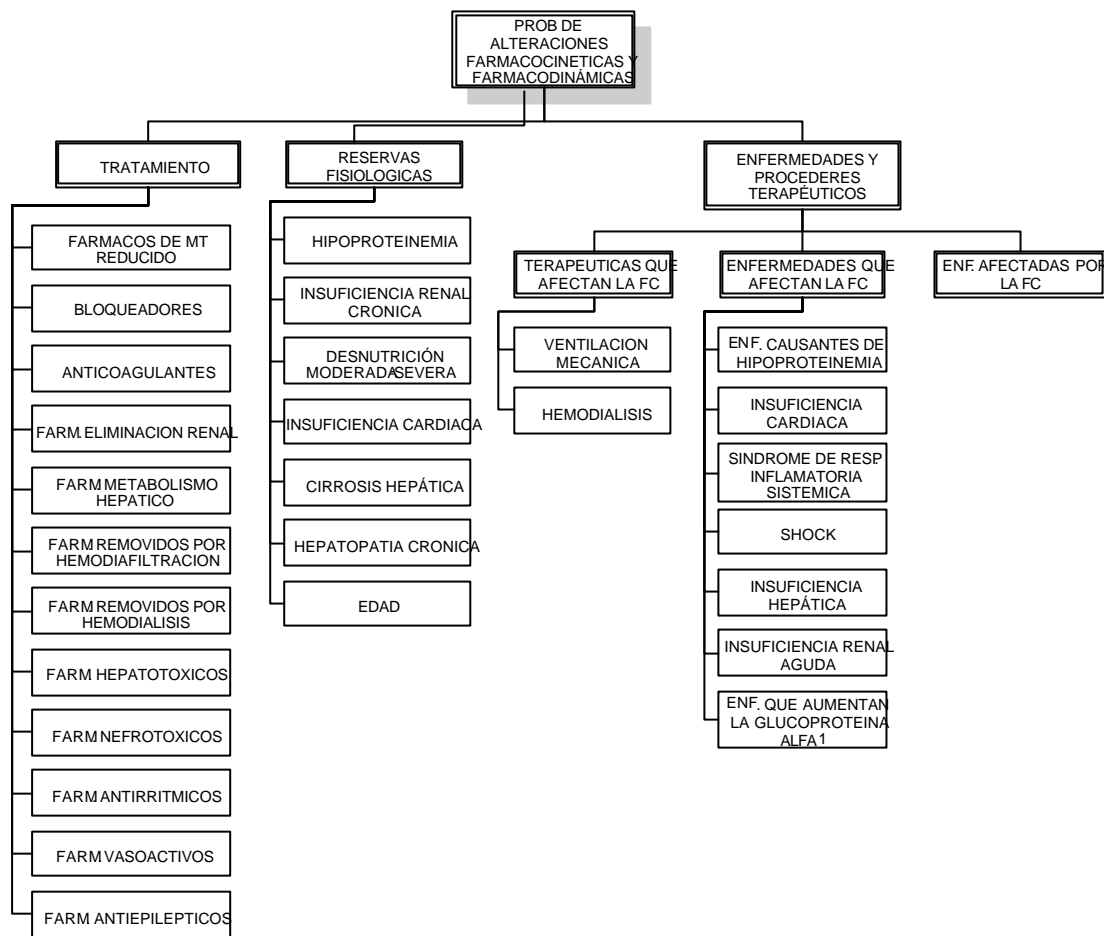 PROB DE
ALTERACIONES
FARMACOCINETICAS Y
FARMACODINÁMICAS
TRATAMIENTO
RESERVAS
FISIOLOGICAS
ENFERMEDADES Y
PROCEDERES
TERAPÉUTICOS
FARMACOS DE MT
REDUCIDO
BLOQUEADORES
ANTICOAGULANTES
FARM. ELIMINACION RENAL
FARM.METABOLISMO
HEPATICO
FARM.REMOVIDOS POR
HEMODIAFILTRACION
FARM.REMOVIDOS POR
HEMODIALISIS
FARM. HEPATOTOXICOS
FARM.NEFROTOXICOS
FARM.ANTIRRITMICOS
FARM.VASOACTIVOS
FARM. ANTIEPILEPTICOS
HIPOPROTEINEMIA
INSUFICIENCIA RENAL
CRONICA
DESNUTRICIÓN
MODERADA/SEVERA
INSUFICIENCIA CARDIACA
CIRROSIS HEPÁTICA
HEPATOPATIA CRONICA
EDAD
TERAPEUTICAS QUE
AFECTAN LA FC
VENTILACION
MECANICA
HEMODIALISIS
ENFERMEDADES QUE
AFECTAN LA FC
ENF. CAUSANTES DE
HIPOPROTEINEMIA
INSUFICIENCIA
CARDIACA
SINDROME DE RESP.
INFLAMATORIA
SISTEMICA
SHOCK
INSUFICIENCIA
HEPÁTICA
INSUFICIENCIA RENAL
AGUDA
ENF. QUE AUMENTAN
LA GLUCOPROTEINA
ALFA 1
ENF. AFECTADAS POR
LA FC